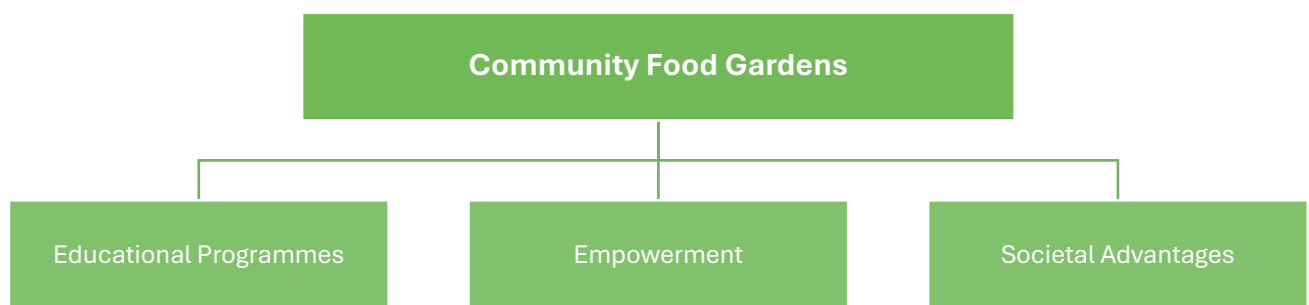 Community Food Gardens
Educational Programmes
Empowerment
Societal Advantages